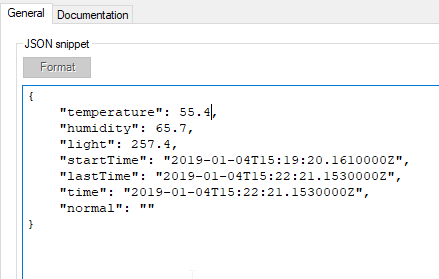 General Documentation
JSON snippet
Format
{
    "temperature": 55.4,
    "humidity": 65.7,
    "light": 257.4,
    "startTime": "2019-01-04T15:19:20.1610000Z",
    "lastTime": "2019-01-04T15:22:21.1530000Z",
    "time": "2019-01-04T15:22:21.1530000Z",
    "normal": ""
}